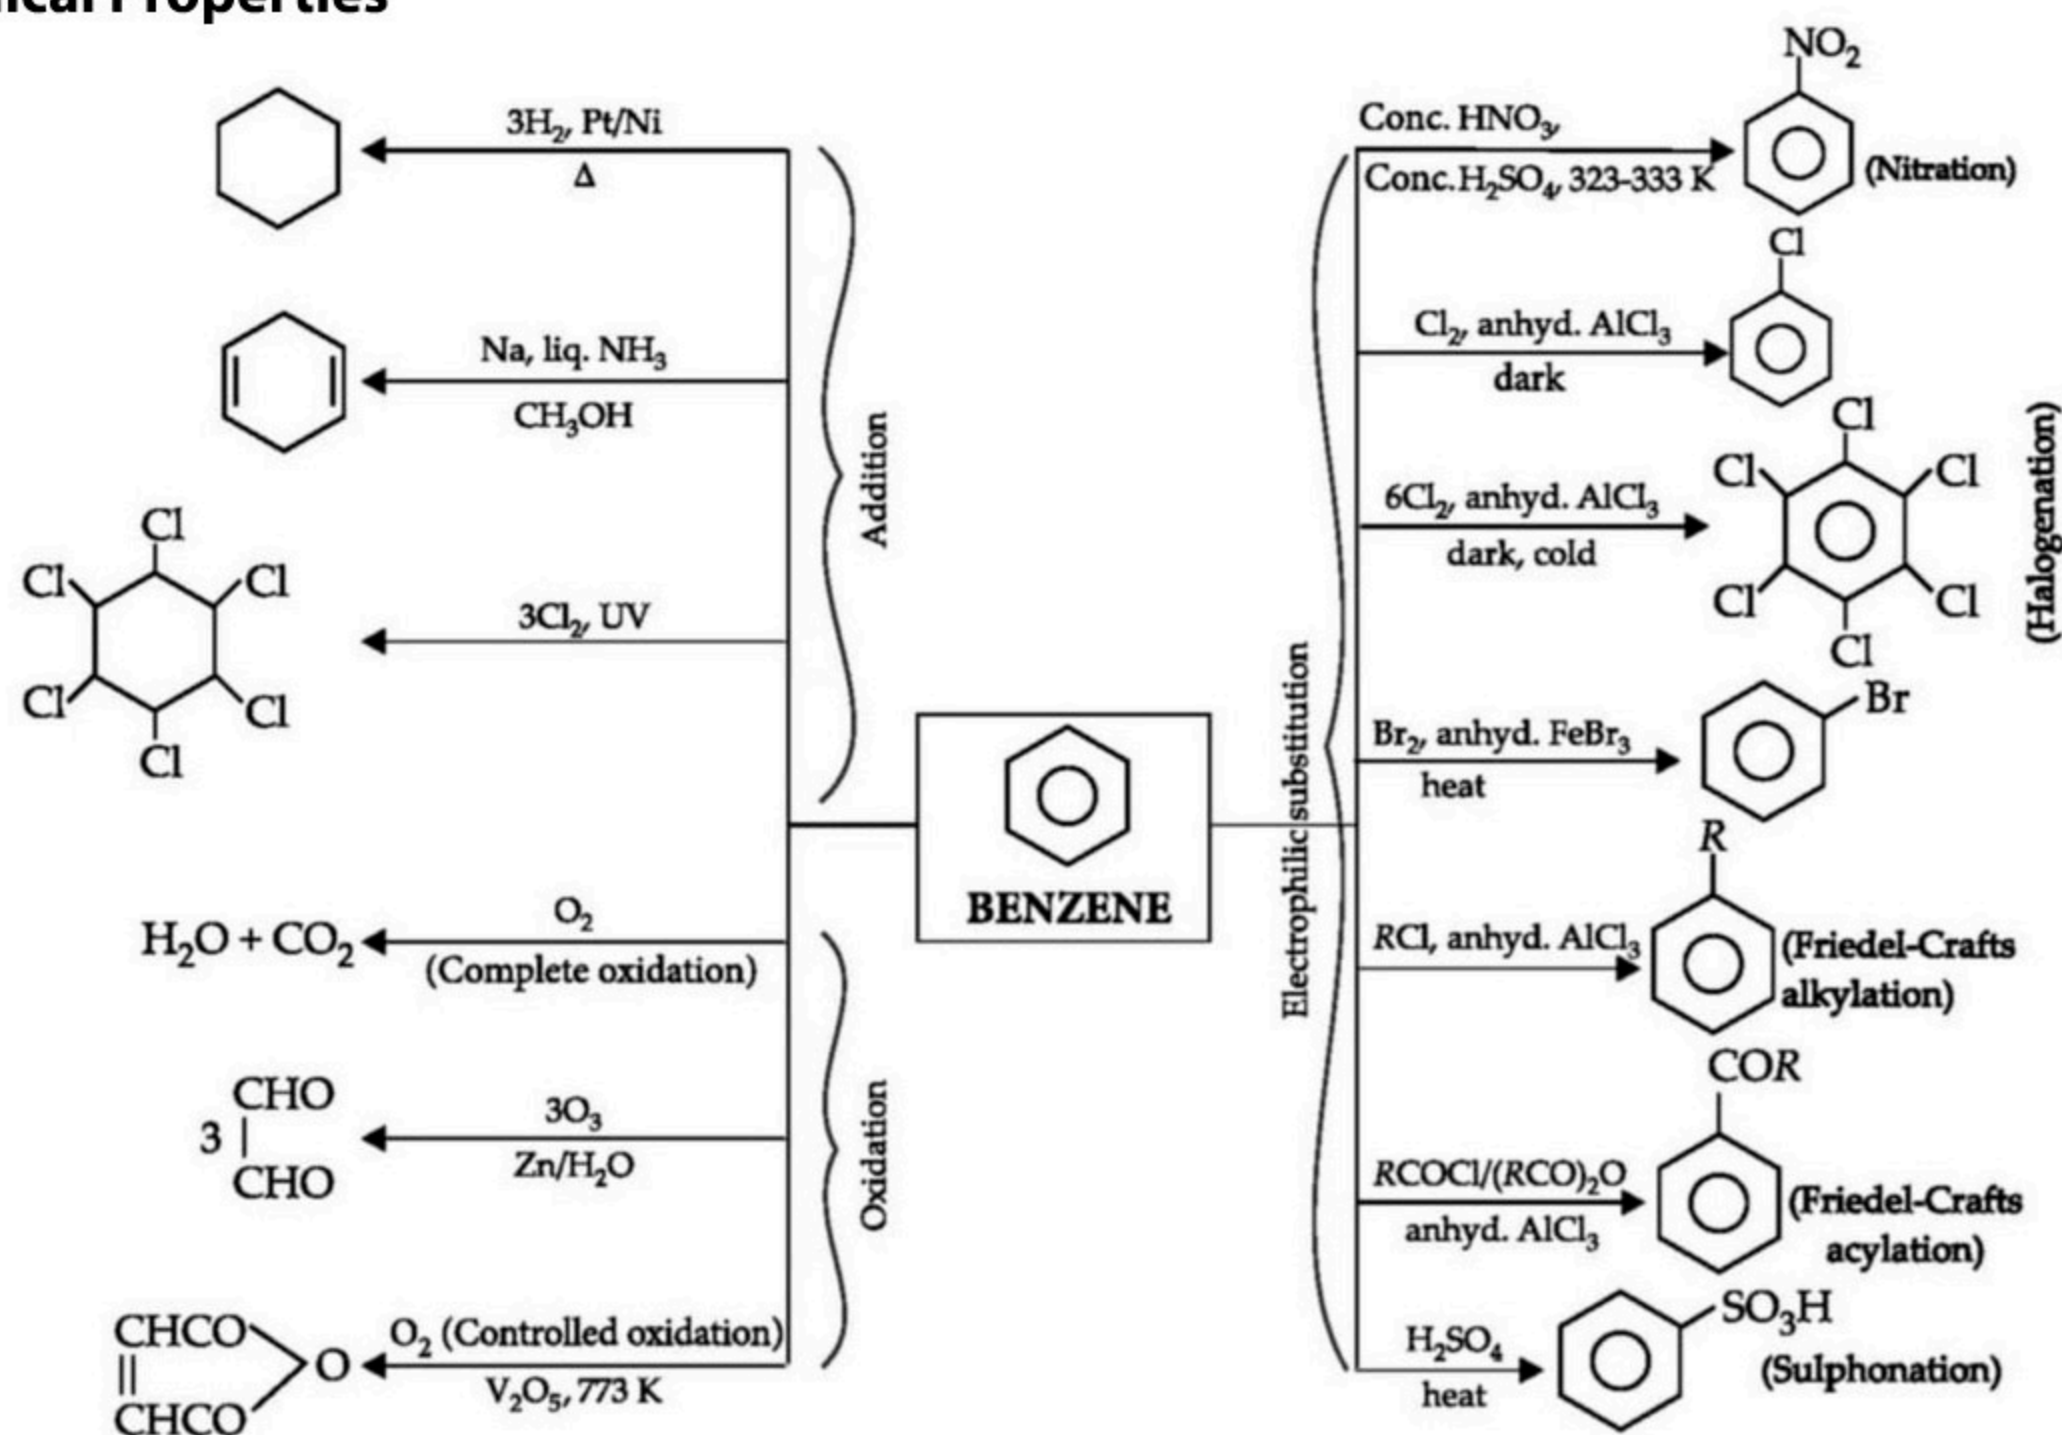 ical Properties
3H₂, Pt/Ni
Δ
Na, liq. NH₃
CH₃OH
Cl
Cl Cl
3Cl₂, UV
Cl Cl
Cl
Addition
BENZENE
H₂O + CO₂
O₂
(Complete oxidation)
CHO
3 |
CHO
3O₃
Zn/H₂O
CHCO
|| O
CHCO
O₂ (Controlled oxidation)
V₂O₅, 773 K
Oxidation
Electrophilic substitution
NO₂
Conc. HNO₃,
Conc. H₂SO₄, 323-333 K
(Nitration)
Cl
Cl₂, anhyd. AlCl₃
dark
Cl
Cl Cl
6Cl₂, anhyd. AlCl₃
dark, cold
Cl Cl
Cl
(Halogenation)
Br
Br₂, anhyd. FeBr₃
heat
R
RCl, anhyd. AlCl₃
(Friedel-Crafts
alkylation)
COR
RCOCl/(RCO)₂O
anhyd. AlCl₃
(Friedel-Crafts
acylation)
SO₃H
H₂SO₄
heat
(Sulphonation)